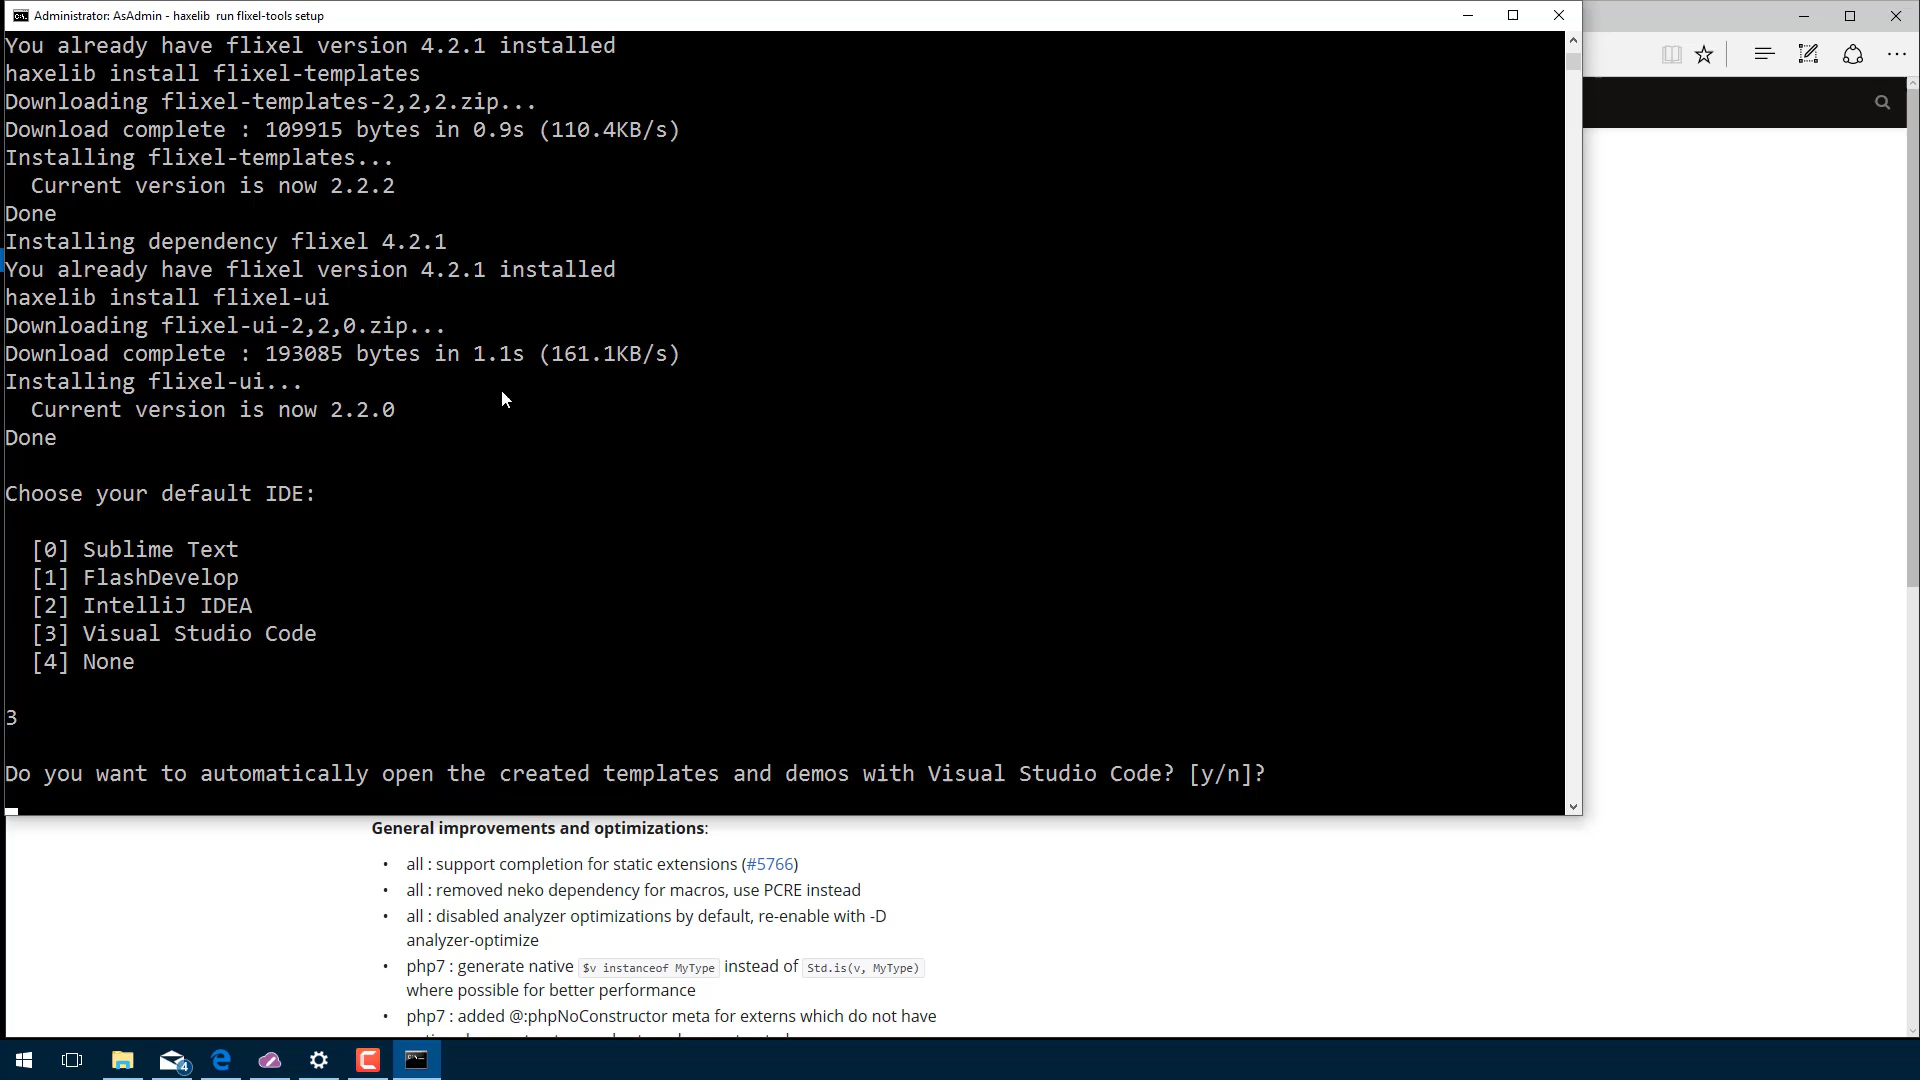 Administrator: AsAdmin - haxelib  run flixel-tools setup
You already have flixel version 4.2.1 installed
haxelib install flixel-templates
Downloading flixel-templates-2,2,2.zip...
Download complete : 109915 bytes in 0.9s (110.4KB/s)
Installing flixel-templates...
Current version is now 2.2.2
Done
Installing dependency flixel 4.2.1
You already have flixel version 4.2.1 installed
haxelib install flixel-ui
Downloading flixel-ui-2,2,0.zip...
Download complete : 193085 bytes in 1.1s (161.1KB/s)
Installing flixel-ui...
Current version is now 2.2.0
Done
Choose your default IDE:
[0] Sublime Text
[1] FlashDevelop
[2] IntelliJ IDEA
[3] Visual Studio Code
[4] None
3
Do you want to automatically open the created templates and demos with Visual Studio Code? [y/n]?
General improvements and optimizations:
• all : support completion for static extensions (#5766)
• all : removed neko dependency for macros, use PCRE instead
• all : disabled analyzer optimizations by default, re-enable with -D
analyzer-optimize
• php7 : generate native $v instanceof MyType instead of Std.is(v, MyType)
where possible for better performance
• php7 : added @:phpNoConstructor meta for externs which do not have
4